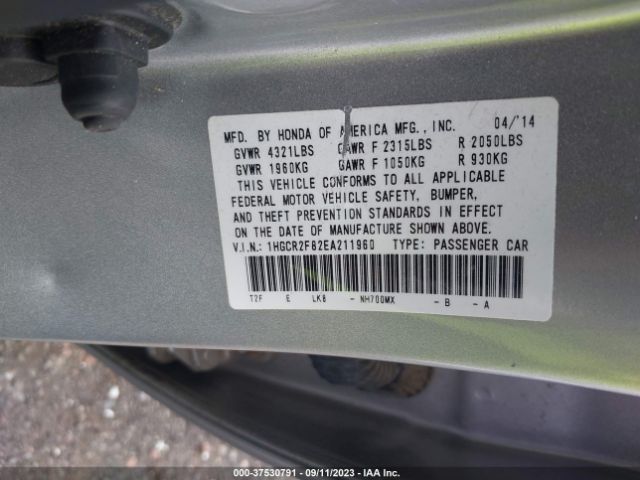 MFD. BY HONDA OF AMERICA MFG., INC. 04/'14
GVWR 4321LBS GAWR F 2315LBS R 2050LBS
GVWR 1960KG GAWR F 1050KG R 930KG
THIS VEHICLE CONFORMS TO ALL APPLICABLE
FEDERAL MOTOR VEHICLE SAFETY, BUMPER,
AND THEFT PREVENTION STANDARDS IN EFFECT
ON THE DATE OF MANUFACTURE SHOWN ABOVE.
V.I.N.: 1HGCR2F82EA211960 TYPE: PASSENGER CAR
T2F E LK8 -NH700MX -B -A
000-37530791 - 09/11/2023 - IAA Inc.